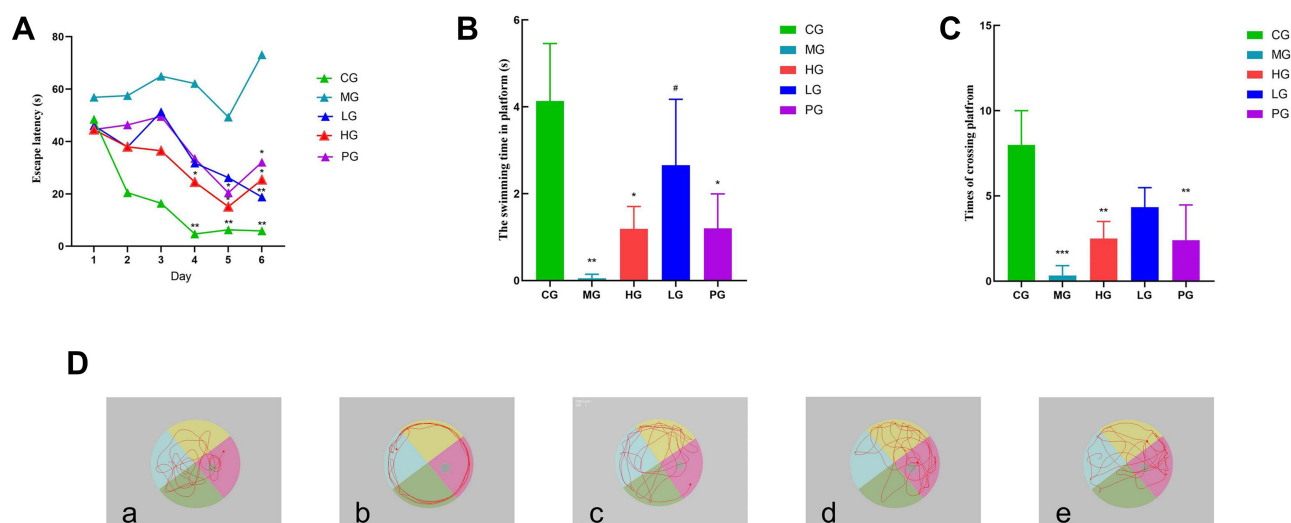 A
Escape latency (s)
80
60
40
20
0
1 2 3 4 5 6
Day
* * ** * * * ** ** ** **
CG
MG
LG
HG
PG
B
The swimming time in platform (s)
6
4
2
0
** * # *
CG MG HG LG PG
CG
MG
HG
LG
PG
C
Times of crossing platfrom
15
10
5
0
*** ** **
CG MG HG LG PG
CG
MG
HG
LG
PG
D
a b c d e